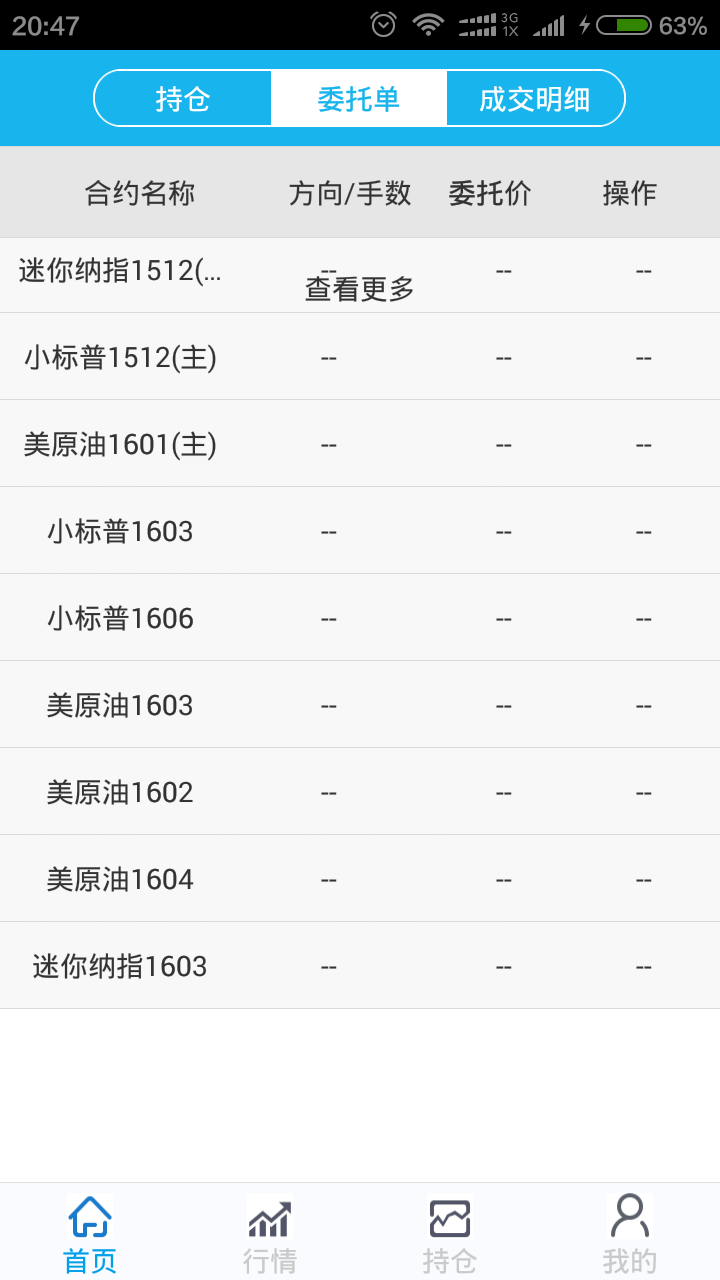 20:47 3G 1X 63%
持仓 委托单 成交明细
合约名称 方向/手数 委托价 操作
迷你纳指1512(... -- -- --
查看更多
小标普1512(主) -- -- --
美原油1601(主) -- -- --
小标普1603 -- -- --
小标普1606 -- -- --
美原油1603 -- -- --
美原油1602 -- -- --
美原油1604 -- -- --
迷你纳指1603 -- -- --
首页 行情 持仓 我的